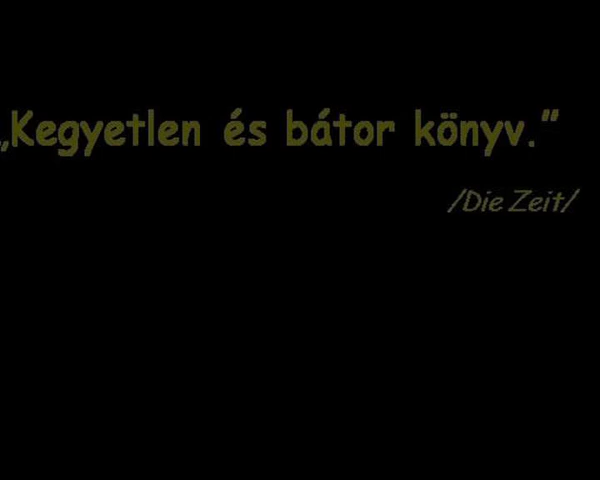 „Kegyetlen és bátor könyv.”
/Die Zeit/